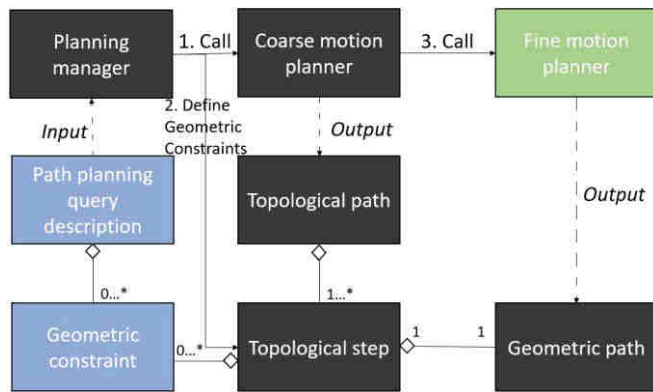 Planning
manager
1. Call
Coarse motion
planner
3. Call
Fine motion
planner
2. Define
Geometric
Constraints
Input
Output
Output
Path planning
query
description
Topological path
0...*
1...*
Geometric
constraint
0...*
Topological step
1
1
Geometric path